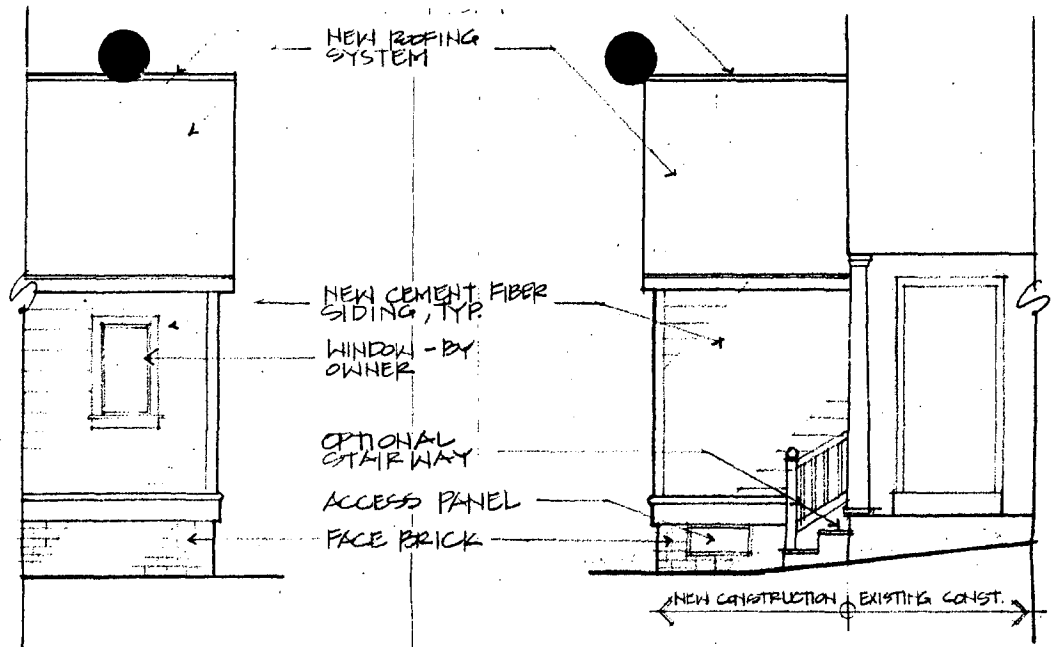 NEW ROOFING
SYSTEM
NEW CEMENT FIBER
SIDING, TYP.
WINDOW - BY
OWNER
OPTIONAL
STAIRWAY
ACCESS PANEL
FACE BRICK
NEW CONSTRUCTION
EXISTING CONST.